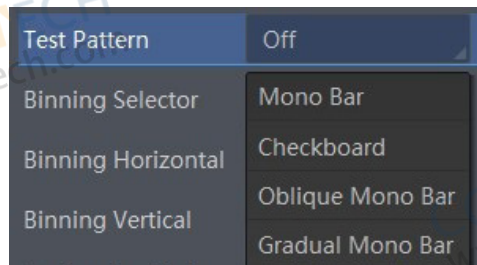 Test Pattern Off
Binning Selector Mono Bar
Binning Horizontal Checkboard
Binning Vertical Oblique Mono Bar
Gradual Mono Bar